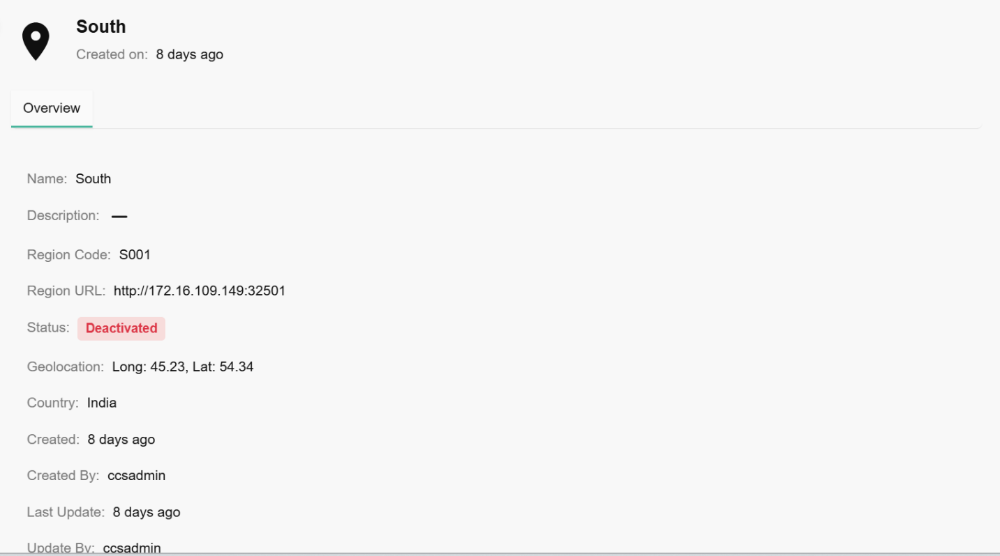 South
Created on: 8 days ago
Overview
Name: South
Description: —
Region Code: S001
Region URL: http://172.16.109.149:32501
Status: Deactivated
Geolocation: Long: 45.23, Lat: 54.34
Country: India
Created: 8 days ago
Created By: ccsadmin
Last Update: 8 days ago
Update By: ccsadmin